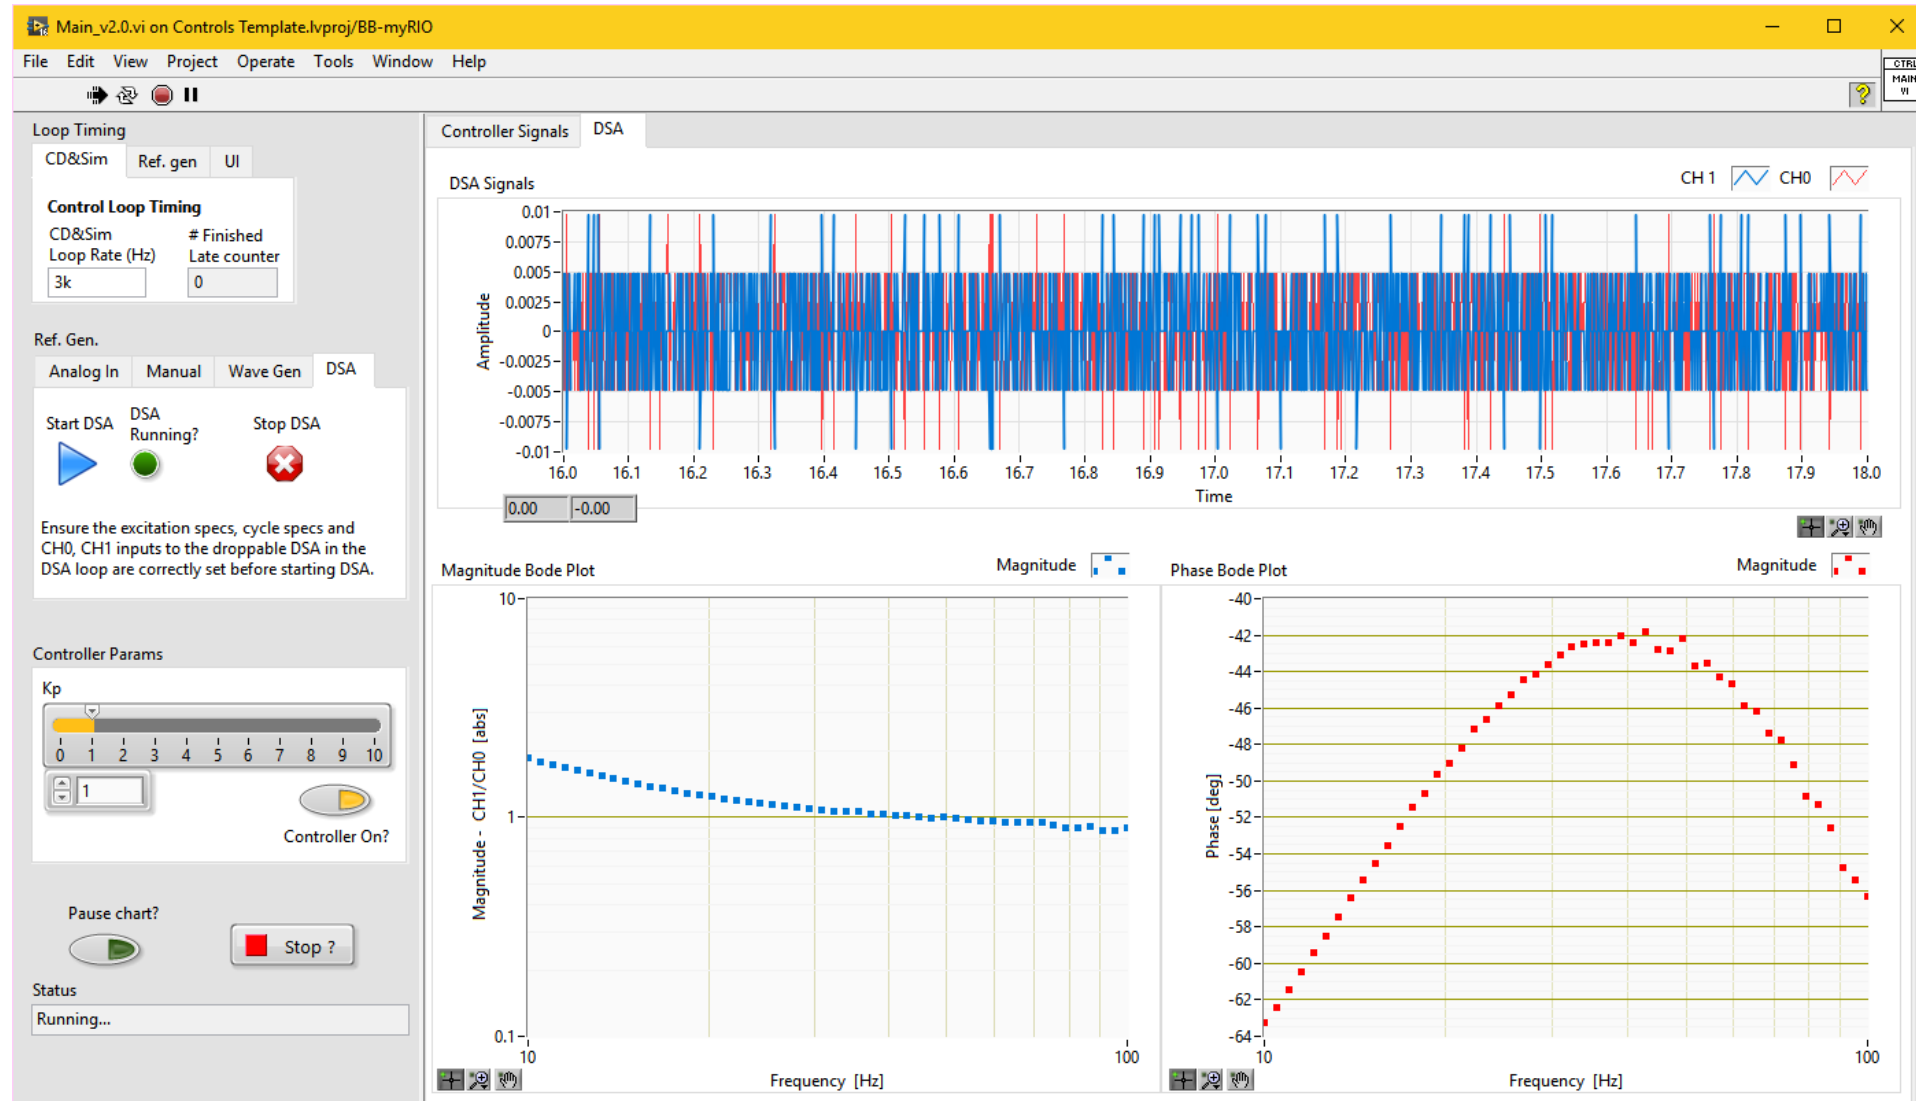 Main_v2.0.vi on Controls Template.lvproj/BB-myRIO
File Edit View Project Operate Tools Window Help
CTRL
MAIN
VI
Loop Timing
CD&Sim Ref. gen UI
Control Loop Timing
CD&Sim
Loop Rate (Hz)
# Finished
Late counter
3k 0
Ref. Gen.
Analog In Manual Wave Gen DSA
Start DSA
DSA
Running?
Stop DSA
Ensure the excitation specs, cycle specs and
CH0, CH1 inputs to the droppable DSA in the
DSA loop are correctly set before starting DSA.
Controller Params
Kp
0 1 2 3 4 5 6 7 8 9 10
1
Controller On?
Pause chart?
Stop ?
Status
Running...
Controller Signals DSA
DSA Signals
CH 1 CH0
Amplitude
0.01
0.0075
0.005
0.0025
0
-0.0025
-0.005
-0.0075
-0.01
16.0 16.1 16.2 16.3 16.4 16.5 16.6 16.7 16.8 16.9 17.0 17.1 17.2 17.3 17.4 17.5 17.6 17.7 17.8 17.9 18.0
Time
0.00 -0.00
Magnitude Bode Plot
Magnitude
Magnitude - CH1/CH0 [abs]
10
1
0.1
10 100
Frequency [Hz]
Phase Bode Plot
Magnitude
Phase [deg]
-40
-42
-44
-46
-48
-50
-52
-54
-56
-58
-60
-62
-64
10 100
Frequency [Hz]